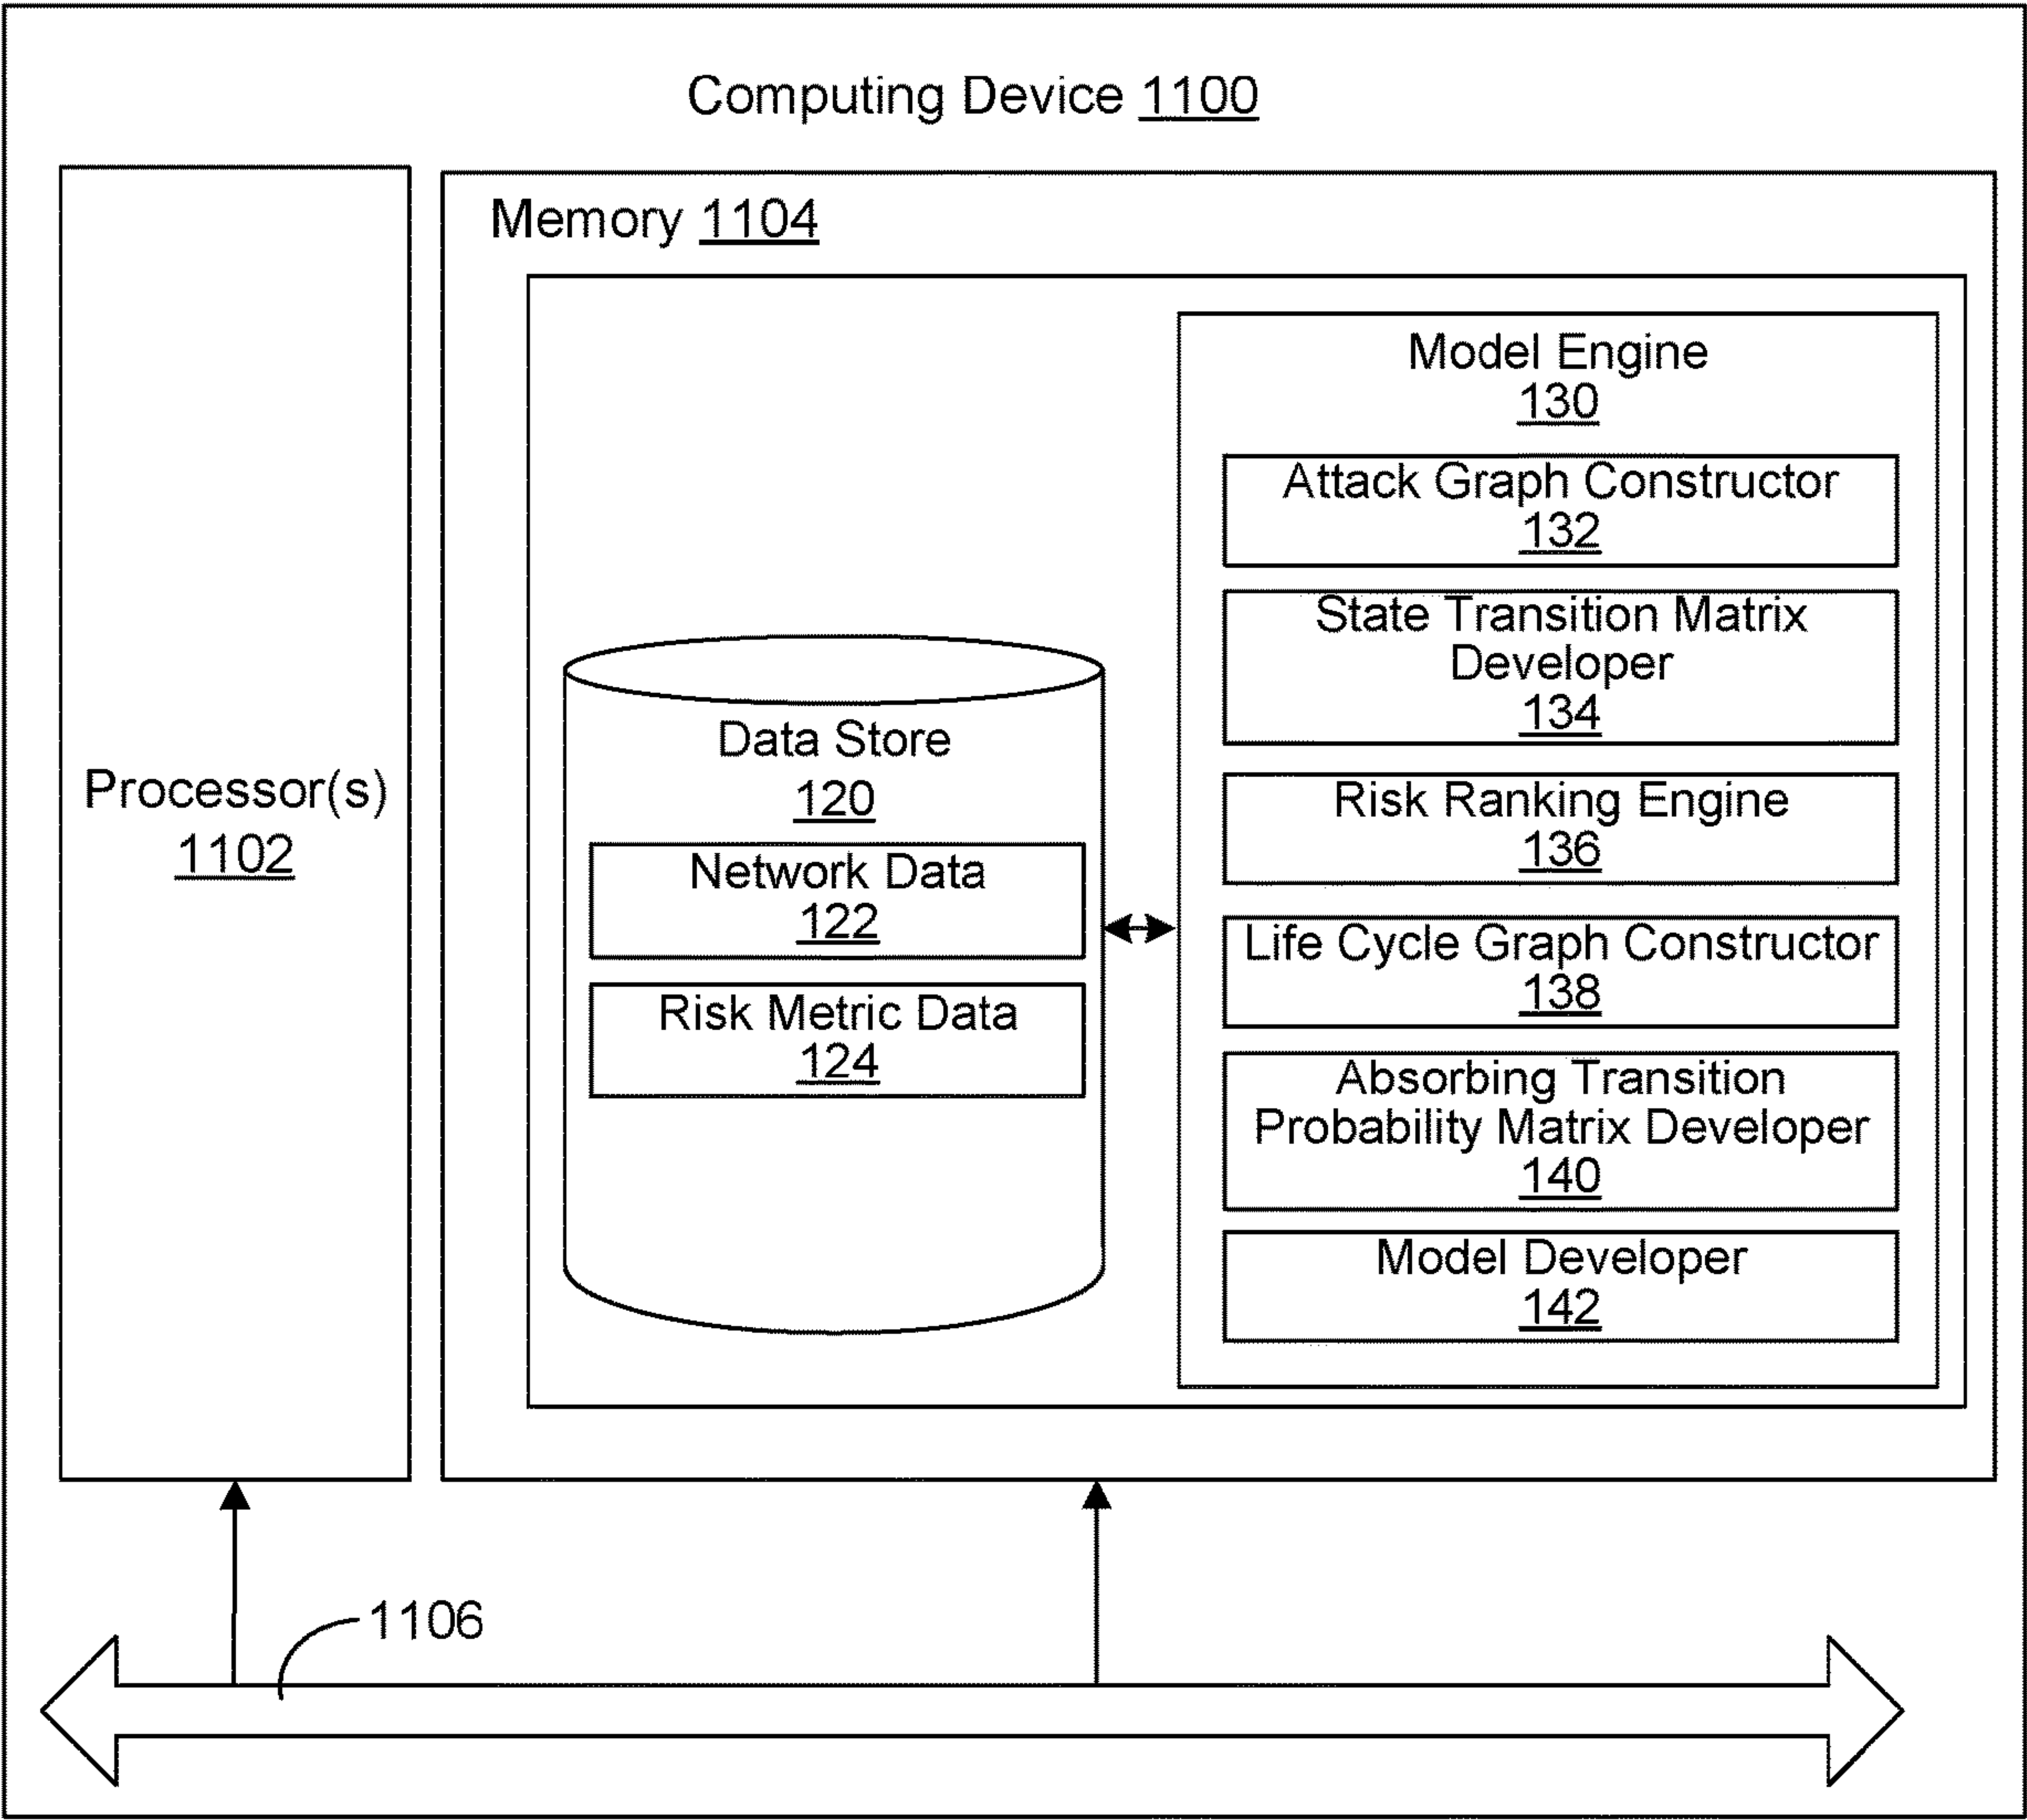 Computing Device 1100
Processor(s)
1102
Memory 1104
Data Store
120
Network Data
122
Risk Metric Data
124
Model Engine
130
Attack Graph Constructor
132
State Transition Matrix
Developer
134
Risk Ranking Engine
136
Life Cycle Graph Constructor
138
Absorbing Transition
Probability Matrix Developer
140
Model Developer
142
1106